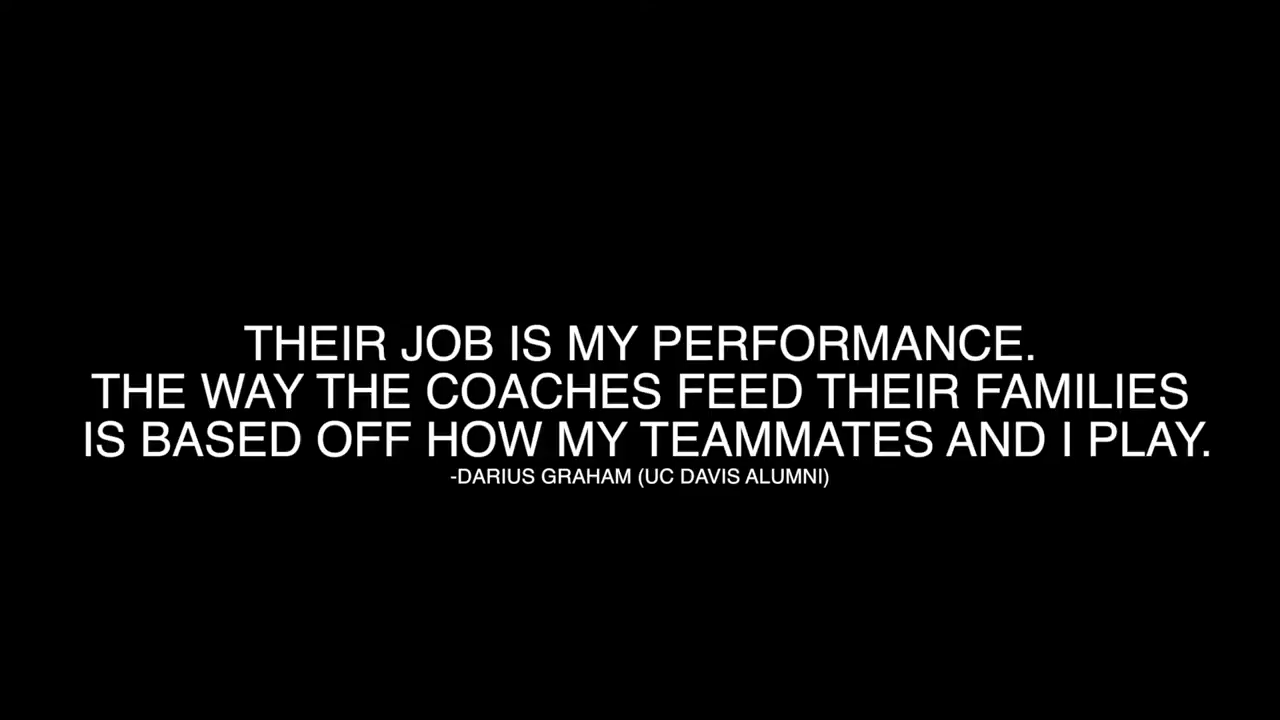 THEIR JOB IS MY PERFORMANCE.
THE WAY THE COACHES FEED THEIR FAMILIES
IS BASED OFF HOW MY TEAMMATES AND I PLAY.
-DARIUS GRAHAM (UC DAVIS ALUMNI)